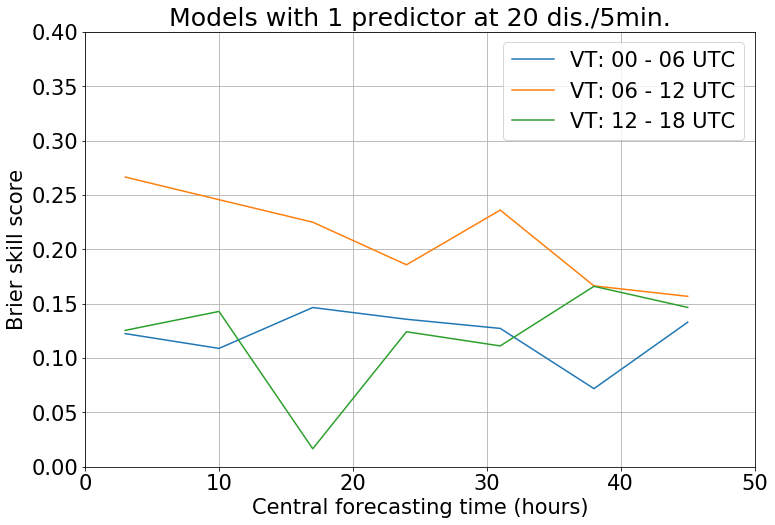 Models with 1 predictor at 20 dis./5min.
0.40
0.35
0.30
0.25
0.20
0.15
0.10
0.05
0.00
Brier skill score
VT: 00 - 06 UTC
VT: 06 - 12 UTC
VT: 12 - 18 UTC
0 10 20 30 40 50
Central forecasting time (hours)